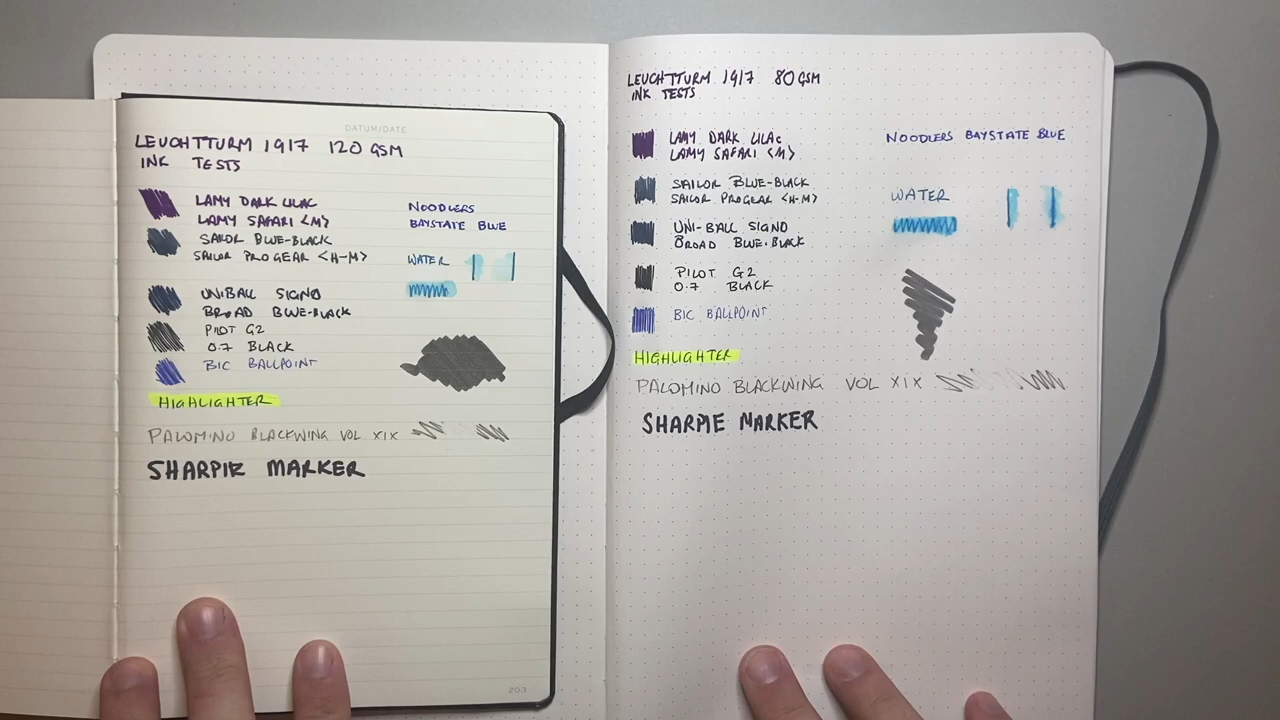 DATUM/DATE
LEUCHTTURM 1917 120 GSM
INK TESTS
LAMY DARK LILAC
LAMY SAFARI <M>
SAILOR BLUE-BLACK
SAILOR PRO GEAR <H-M>
UNIBALL SIGNO
BROAD BLUE-BLACK
PILOT G2
0.7 BLACK
BIC BALLPOINT
HIGHLIGHTER
PALOMINO BLACKWING VOL XIX
SHARPIE MARKER
NOODLERS
BAYSTATE BLUE
WATER
203
LEUCHTTURM 1917 80 GSM
INK TESTS
LAMY DARK LILAC
LAMY SAFARI <M>
SAILOR BLUE-BLACK
SAILOR PROGEAR <H-M>
UNI-BALL SIGNO
BROAD BLUE-BLACK
PILOT G2
0.7 BLACK
BIC BALLPOINT
HIGHLIGHTER
PALOMINO BLACKWING VOL XIX
SHARPIE MARKER
NOODLERS BAYSTATE BLUE
WATER